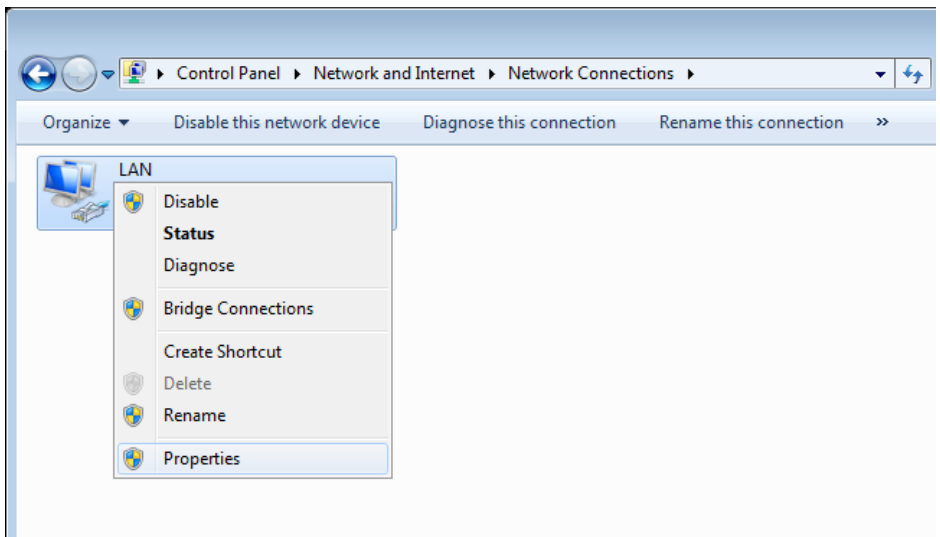 Control Panel Network and Internet Network Connections
Organize Disable this network device Diagnose this connection Rename this connection »
LAN
Disable
Status
Diagnose
Bridge Connections
Create Shortcut
Delete
Rename
Properties